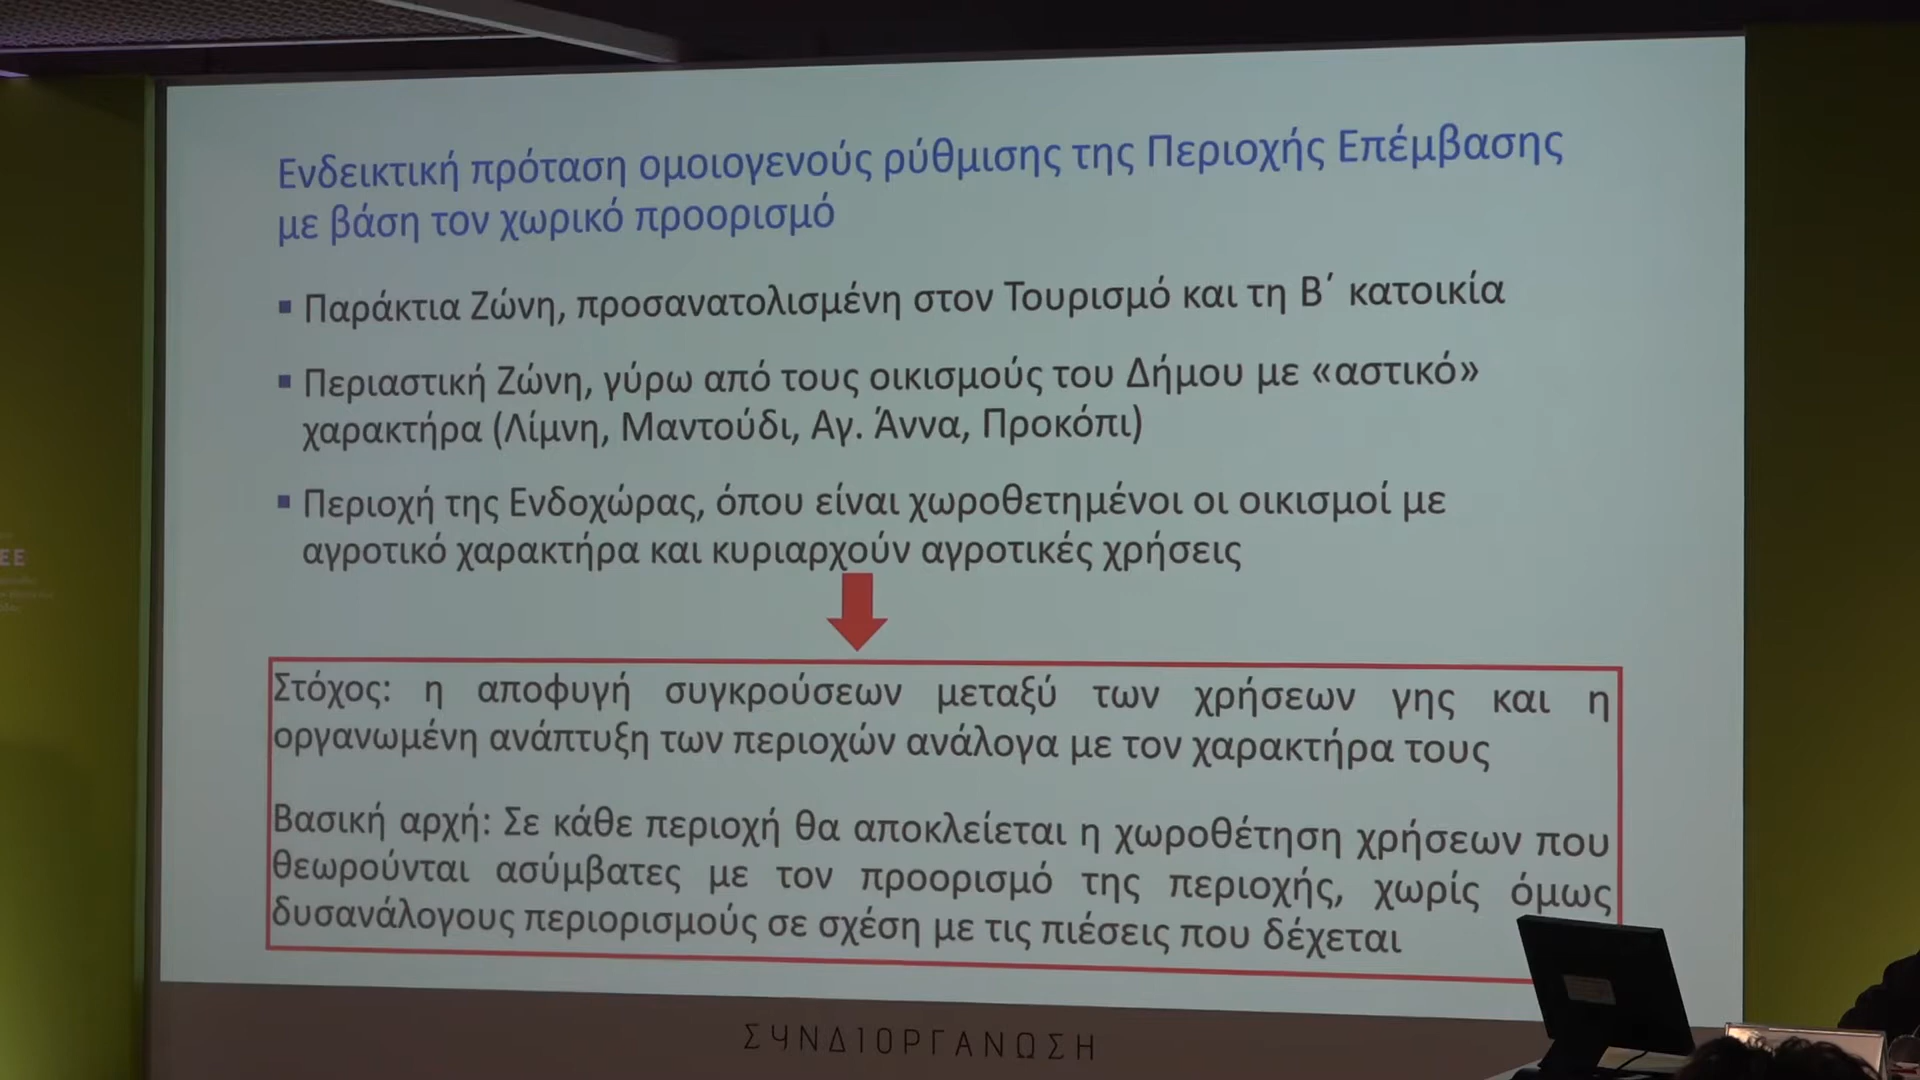 Ενδεικτική πρόταση ομοιογενούς ρύθμισης της Περιοχής Επέμβασης
με βάση τον χωρικό προορισμό
▪ Παράκτια Ζώνη, προσανατολισμένη στον Τουρισμό και τη Β΄ κατοικία
▪ Περιαστική Ζώνη, γύρω από τους οικισμούς του Δήμου με «αστικό»
χαρακτήρα (Λίμνη, Μαντούδι, Αγ. Άννα, Προκόπι)
▪ Περιοχή της Ενδοχώρας, όπου είναι χωροθετημένοι οι οικισμοί με
αγροτικό χαρακτήρα και κυριαρχούν αγροτικές χρήσεις
Στόχος: η αποφυγή συγκρούσεων μεταξύ των χρήσεων γης και η
οργανωμένη ανάπτυξη των περιοχών ανάλογα με τον χαρακτήρα τους
Βασική αρχή: Σε κάθε περιοχή θα αποκλείεται η χωροθέτηση χρήσεων που
θεωρούνται ασύμβατες με τον προορισμό της περιοχής, χωρίς όμως
δυσανάλογους περιορισμούς σε σχέση με τις πιέσεις που δέχεται
ΕΕ
ΣΥΝΔΙΟΡΓΑΝΩΣΗ